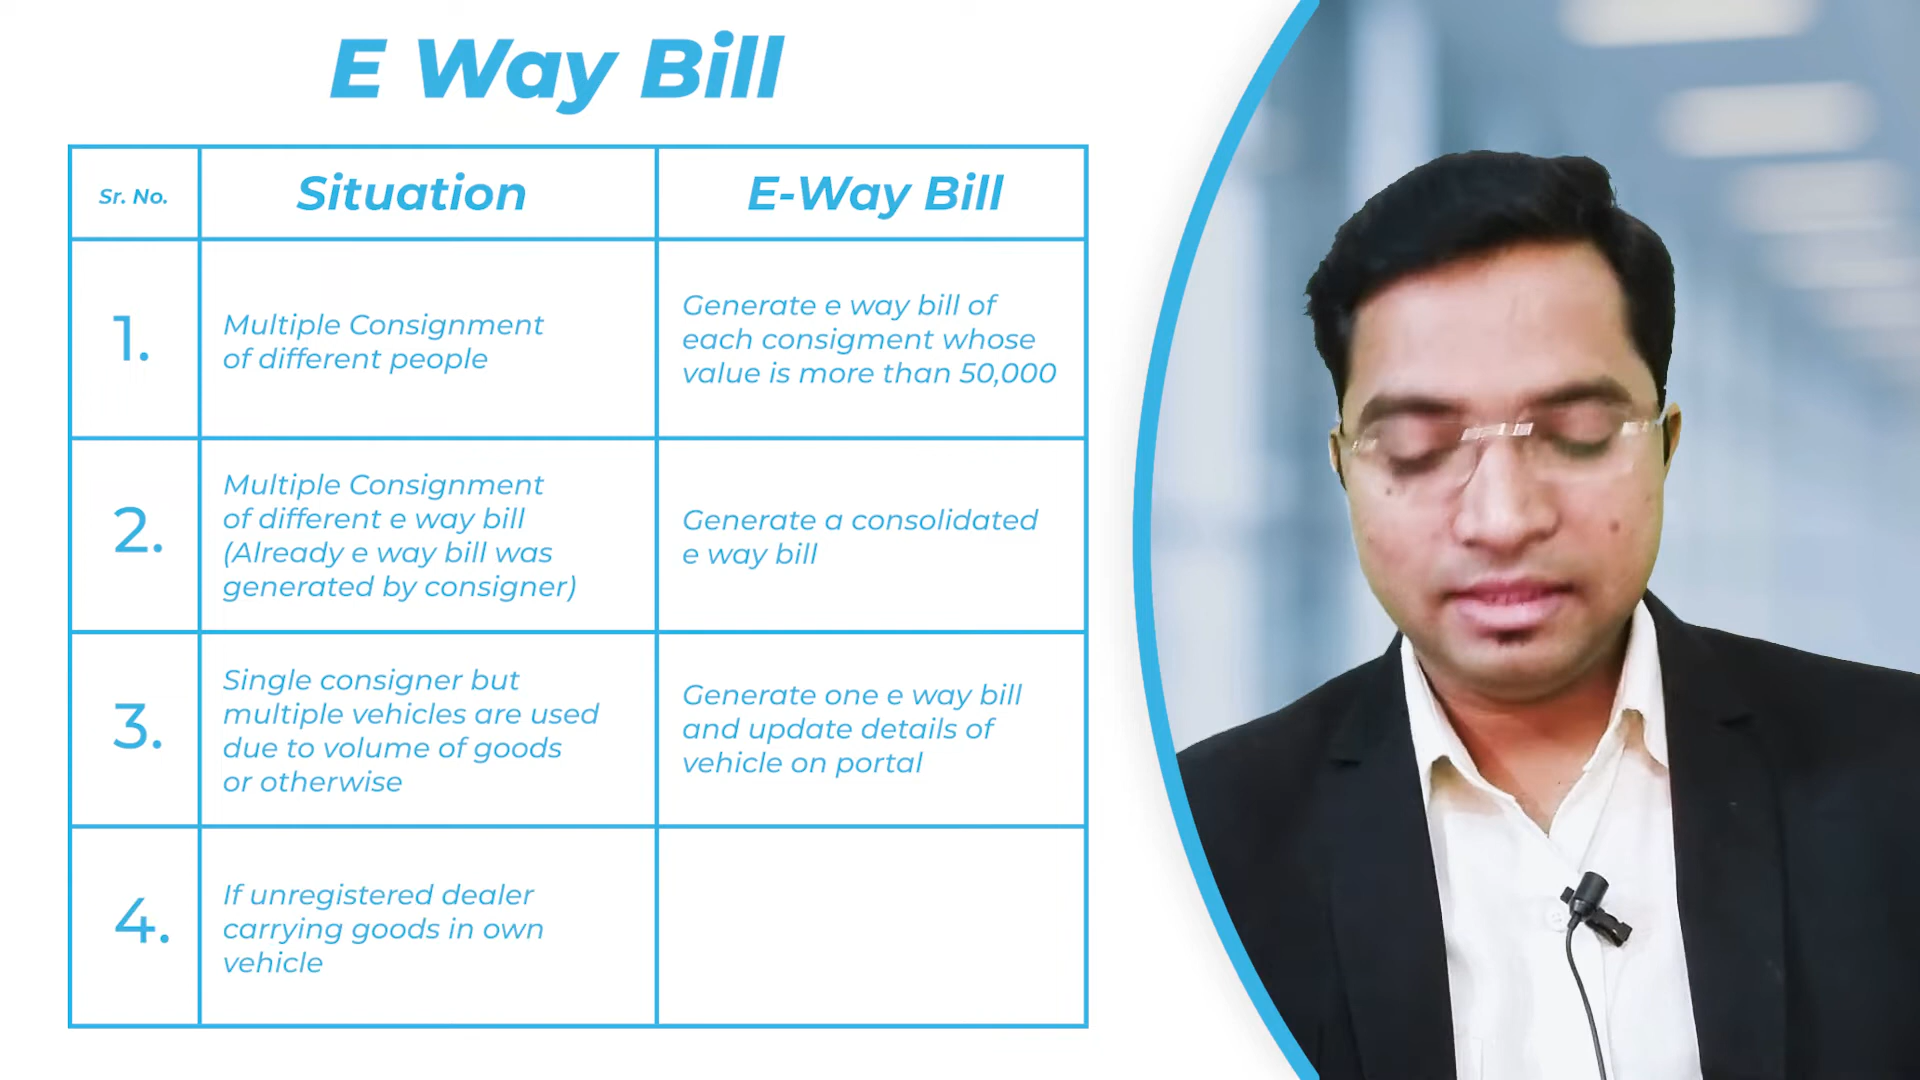 E Way Bill
Sr. No.
Situation
E-Way Bill
1.
Multiple Consignment
of different people
Generate e way bill of
each consigment whose
value is more than 50,000
2.
Multiple Consignment
of different e way bill
(Already e way bill was
generated by consigner)
Generate a consolidated
e way bill
3.
Single consigner but
multiple vehicles are used
due to volume of goods
or otherwise
Generate one e way bill
and update details of
vehicle on portal
4.
If unregistered dealer
carrying goods in own
vehicle